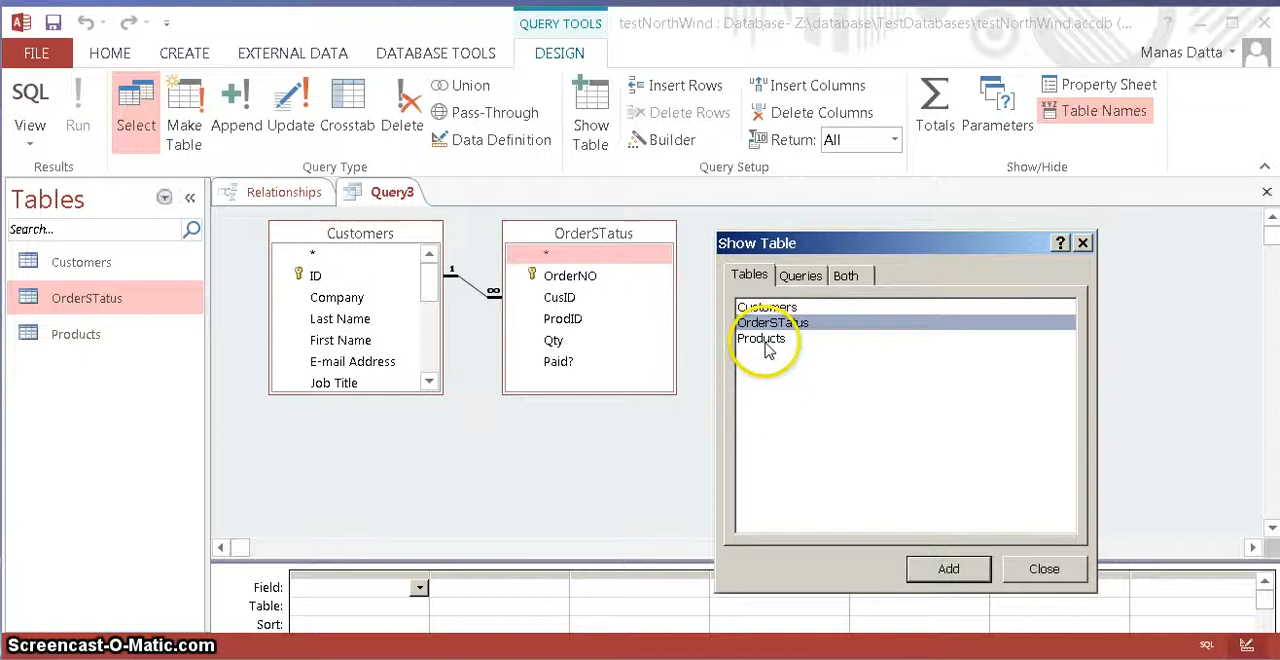 QUERY TOOLS
testNorthWind : Database- Z:\database\TestDatabases\testNorthWind.accdb (...
?
FILE HOME CREATE EXTERNAL DATA DATABASE TOOLS DESIGN
Manas Datta
SQL
View
Run
Select
Make
Table
Append
Update
Crosstab
Delete
Union
Pass-Through
Data Definition
Show
Table
Insert Rows
Delete Rows
Builder
Insert Columns
Delete Columns
Return: All
Totals
Parameters
Property Sheet
XYZ Table Names
Results
Query Type
Query Setup
Show/Hide
Tables
Search...
Customers
OrderSTatus
Products
Relationships
Query3
Customers
*
ID
Company
Last Name
First Name
E-mail Address
Job Title
1
∞
OrderSTatus
*
OrderNO
CusID
ProdID
Qty
Paid?
Show Table
?
Tables Queries Both
Customers
OrderSTatus
Products
Add
Close
Field:
Table:
Sort:
Screencast-O-Matic.com
SQL